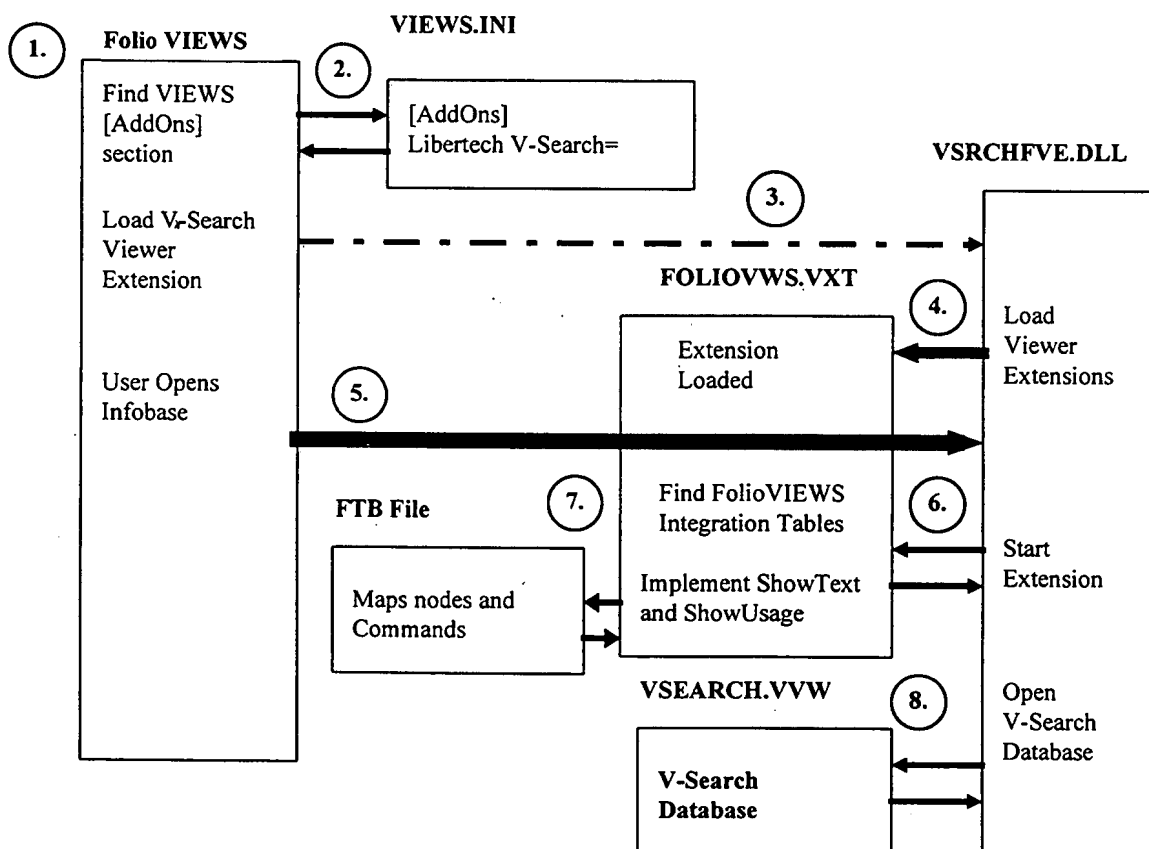 VIEWS.INI
1.
Folio VIEWS
2.
Find VIEWS
[AddOns]
section
[AddOns]
Libertech V-Search=
VSRCHFVE.DLL
3.
Load Vr-Search
Viewer
Extension
FOLIOVWS.VXT
4.
Load
Viewer
Extensions
Extension
Loaded
User Opens
Infobase
5.
7.
Find FolioVIEWS
Integration Tables
6.
FTB File
Start
Extension
Maps nodes and
Commands
Implement ShowText
and ShowUsage
VSEARCH.VVW
8.
Open
V-Search
Database
V-Search
Database